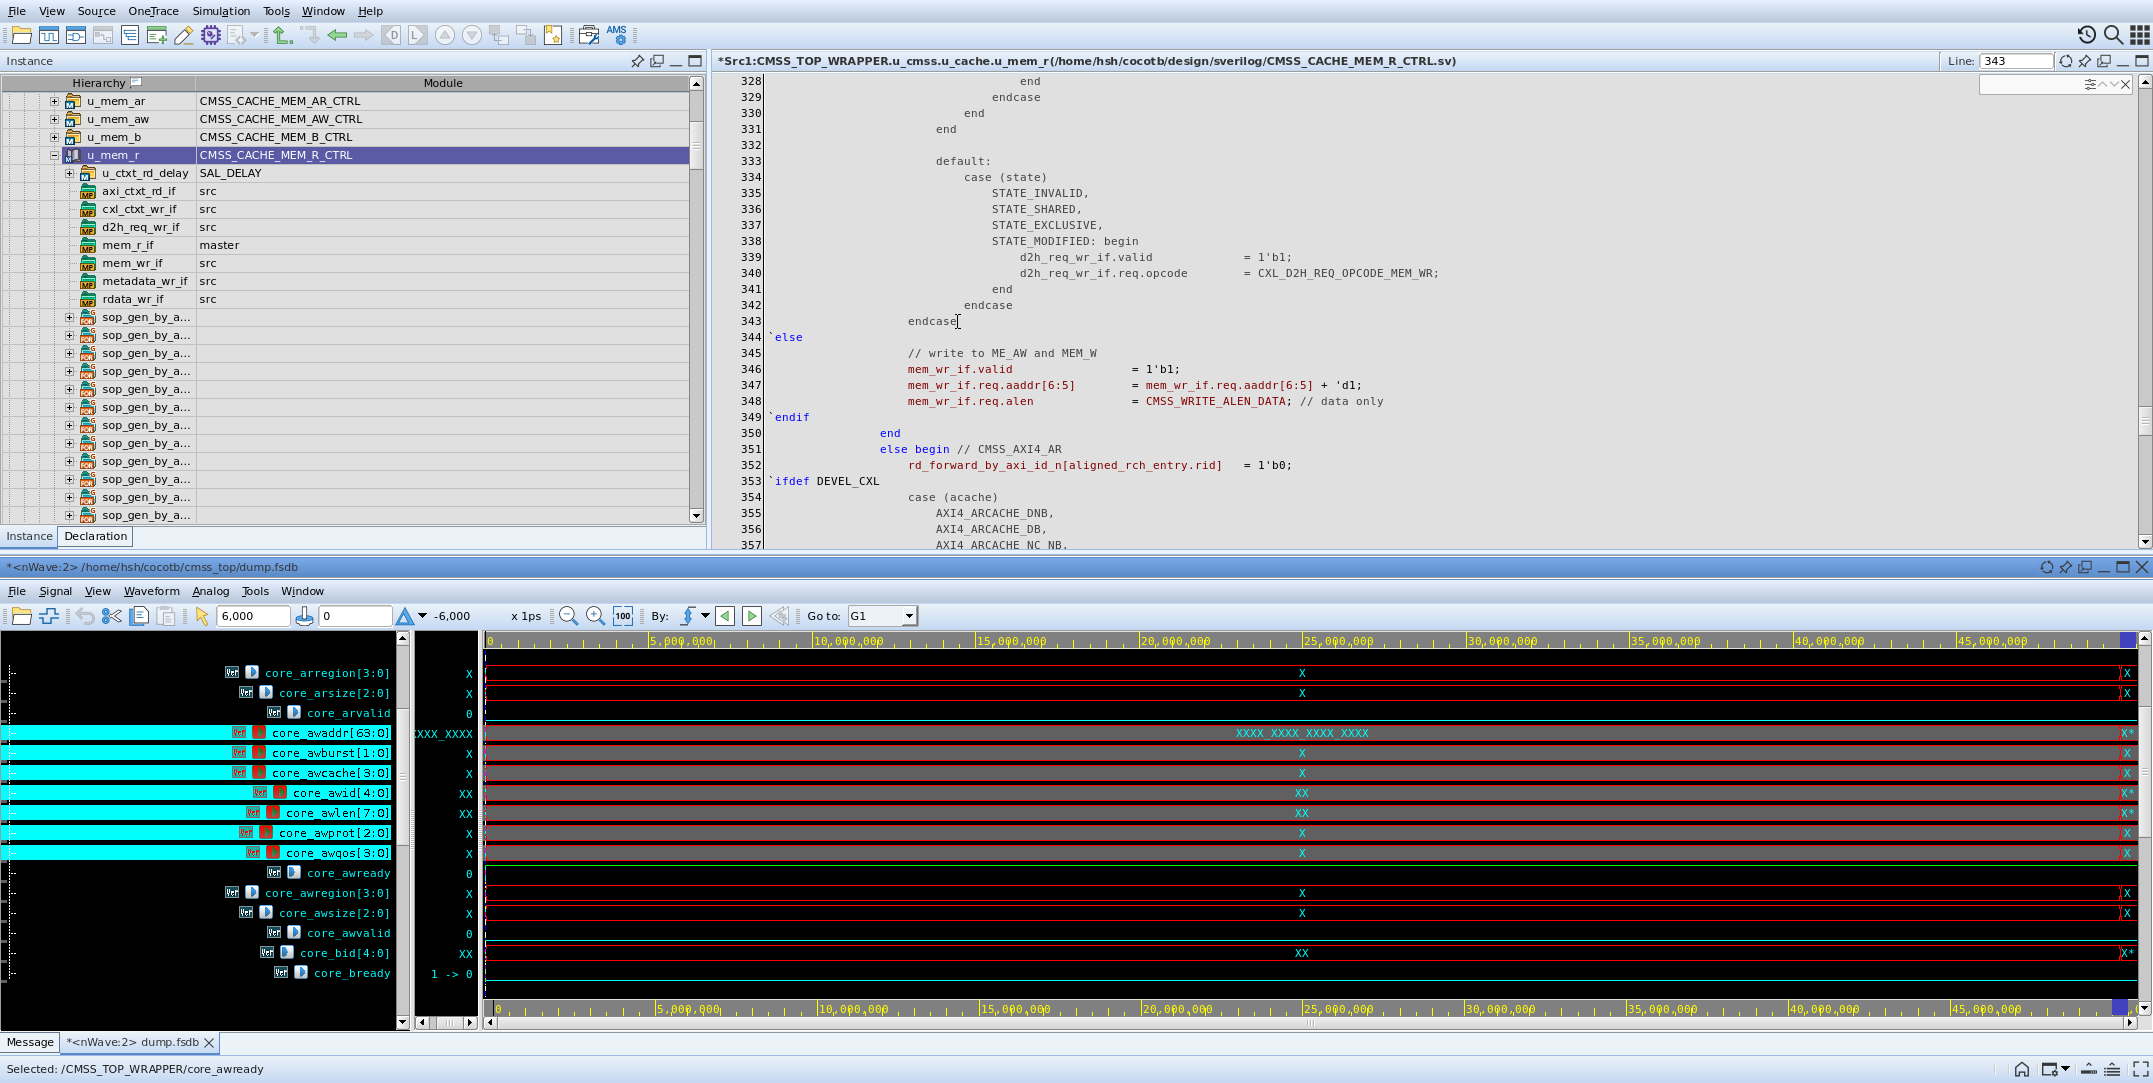 File View Source OneTrace Simulation Tools Window Help
AMS
Instance
*Src1:CMSS_TOP_WRAPPER.u_cmss.u_cache.u_mem_r(/home/hsh/cocotb/design/sverilog/CMSS_CACHE_MEM_R_CTRL.sv)
Line: 343
Hierarchy Module
u_mem_ar CMSS_CACHE_MEM_AR_CTRL
u_mem_aw CMSS_CACHE_MEM_AW_CTRL
u_mem_b CMSS_CACHE_MEM_B_CTRL
u_mem_r CMSS_CACHE_MEM_R_CTRL
u_ctxt_rd_delay SAL_DELAY
axi_ctxt_rd_if src
cxl_ctxt_wr_if src
d2h_req_wr_if src
mem_r_if master
mem_wr_if src
metadata_wr_if src
rdata_wr_if src
sop_gen_by_a...
sop_gen_by_a...
sop_gen_by_a...
sop_gen_by_a...
sop_gen_by_a...
sop_gen_by_a...
sop_gen_by_a...
sop_gen_by_a...
sop_gen_by_a...
sop_gen_by_a...
sop_gen_by_a...
sop_gen_by_a...
Instance Declaration
328 end
329 endcase
330 end
331 end
332
333 default:
334 case (state)
335 STATE_INVALID,
336 STATE_SHARED,
337 STATE_EXCLUSIVE,
338 STATE_MODIFIED: begin
339 d2h_req_wr_if.valid = 1'b1;
340 d2h_req_wr_if.req.opcode = CXL_D2H_REQ_OPCODE_MEM_WR;
341 end
342 endcase
343 endcase
344 `else
345 // write to ME_AW and MEM_W
346 mem_wr_if.valid = 1'b1;
347 mem_wr_if.req.aaddr[6:5] = mem_wr_if.req.aaddr[6:5] + 'd1;
348 mem_wr_if.req.alen = CMSS_WRITE_ALEN_DATA; // data only
349 `endif
350 end
351 else begin // CMSS_AXI4_AR
352 rd_forward_by_axi_id_n[aligned_rch_entry.rid] = 1'b0;
353 `ifdef DEVEL_CXL
354 case (acache)
355 AXI4_ARCACHE_DNB,
356 AXI4_ARCACHE_DB,
357 AXI4_ARCACHE_NC_NB,
*<nWave:2> /home/hsh/cocotb/cmss_top/dump.fsdb
File Signal View Waveform Analog Tools Window
6,000 0 -6,000 x 1ps 100 By: Go to: G1
0 5,000,000 10,000,000 15,000,000 20,000,000 25,000,000 30,000,000 35,000,000 40,000,000 45,000,000
core_arregion[3:0] X X X
core_arsize[2:0] X X X
core_arvalid 0
core_awaddr[63:0] XXX_XXXX XXXX_XXXX_XXXX_XXXX X*
core_awburst[1:0] X X X
core_awcache[3:0] X X X
core_awid[4:0] XX XX X*
core_awlen[7:0] XX XX X*
core_awprot[2:0] X X X
core_awqos[3:0] X X X
core_awready 0
core_awregion[3:0] X X X
core_awsize[2:0] X X X
core_awvalid 0
core_bid[4:0] XX XX X*
core_bready 1 -> 0
0 5,000,000 10,000,000 15,000,000 20,000,000 25,000,000 30,000,000 35,000,000 40,000,000 45,000,000
Message *<nWave:2> dump.fsdb
Selected: /CMSS_TOP_WRAPPER/core_awready